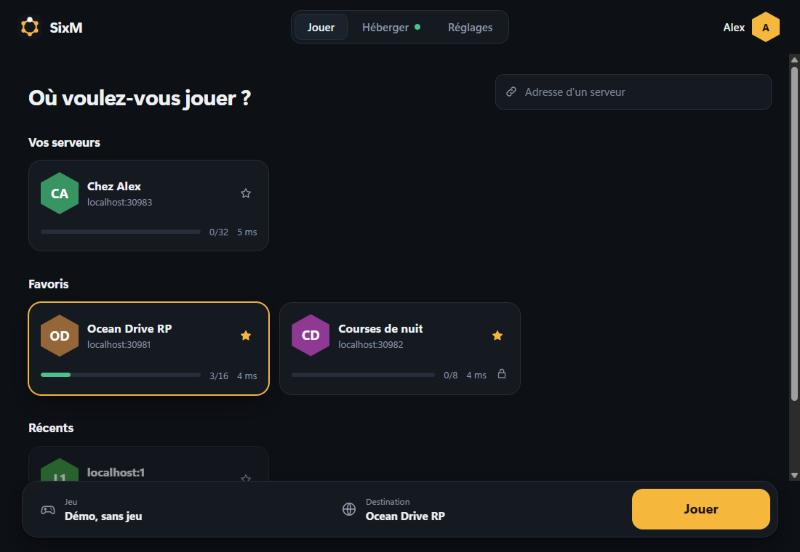 SixM
Jouer
Héberger
Réglages
Alex
A
Où voulez-vous jouer ?
Adresse d'un serveur
Vos serveurs
CA
Chez Alex
localhost:30983
0/32
5 ms
Favoris
OD
Ocean Drive RP
localhost:30981
3/16
4 ms
CD
Courses de nuit
localhost:30982
0/8
4 ms
Récents
localhost:1
Jeu
Démo, sans jeu
Destination
Ocean Drive RP
Jouer